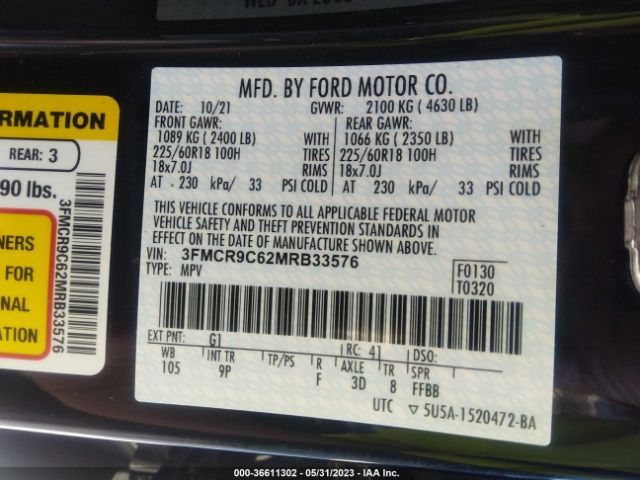 MFD. BY FORD MOTOR CO.
DATE: 10/21 GVWR: 2100 KG ( 4630 LB)
FRONT GAWR: REAR GAWR:
1089 KG ( 2400 LB) WITH 1066 KG ( 2350 LB) WITH
225/60R18 100H TIRES 225/60R18 100H TIRES
18x7.0J RIMS 18x7.0J RIMS
AT 230 kPa/ 33 PSI COLD AT 230 kPa/ 33 PSI COLD
THIS VEHICLE CONFORMS TO ALL APPLICABLE FEDERAL MOTOR
VEHICLE SAFETY AND THEFT PREVENTION STANDARDS IN
EFFECT ON THE DATE OF MANUFACTURE SHOWN ABOVE.
VIN: 3FMCR9C62MRB33576
TYPE: MPV
F0130
T0320
EXT PNT: G1 RC: 41 DSO:
WB INT TR TP/PS R AXLE TR SPR
105 9P F 3D 8 FFBB
UTC 5U5A-1520472-BA
ORMATION
REAR: 3
90 lbs.
NERS
FOR
ONAL
ION
3FMCR9C62MRB33576
000-36611302 - 05/31/2023 - IAA Inc.